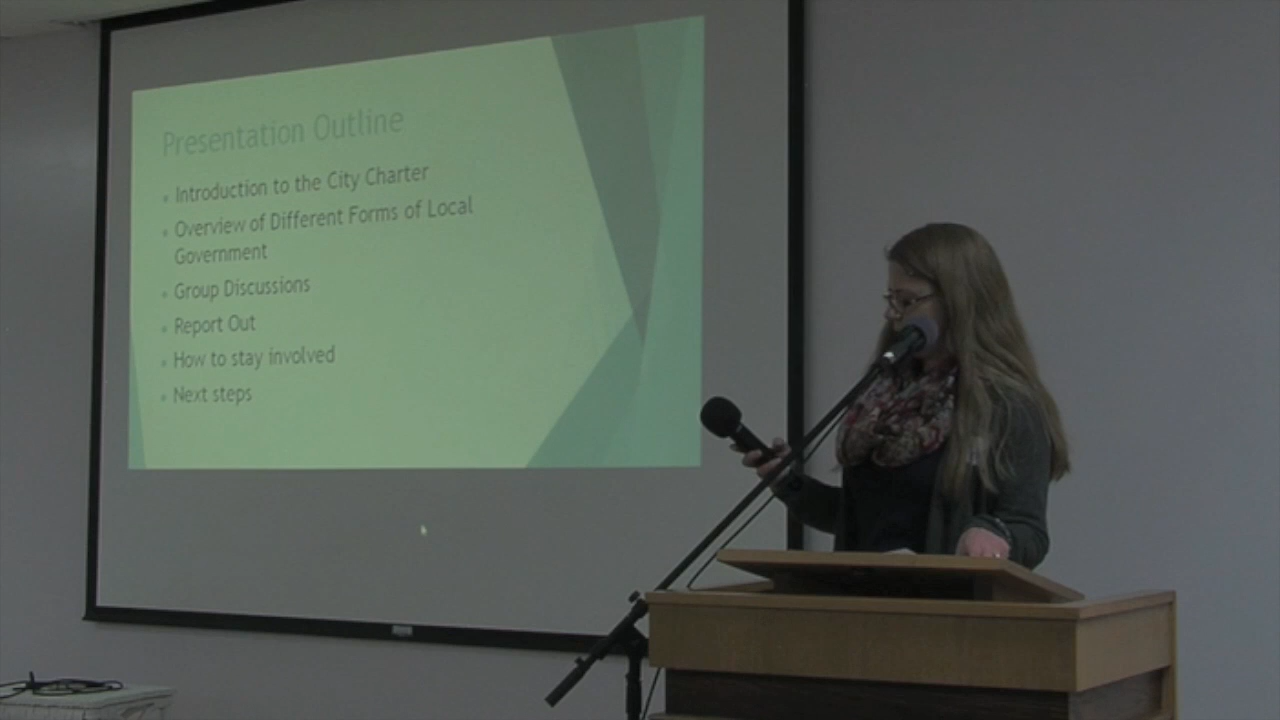 Presentation Outline
Introduction to the City Charter
Overview of Different Forms of Local
Government
Group Discussions
Report Out
How to stay involved
Next steps